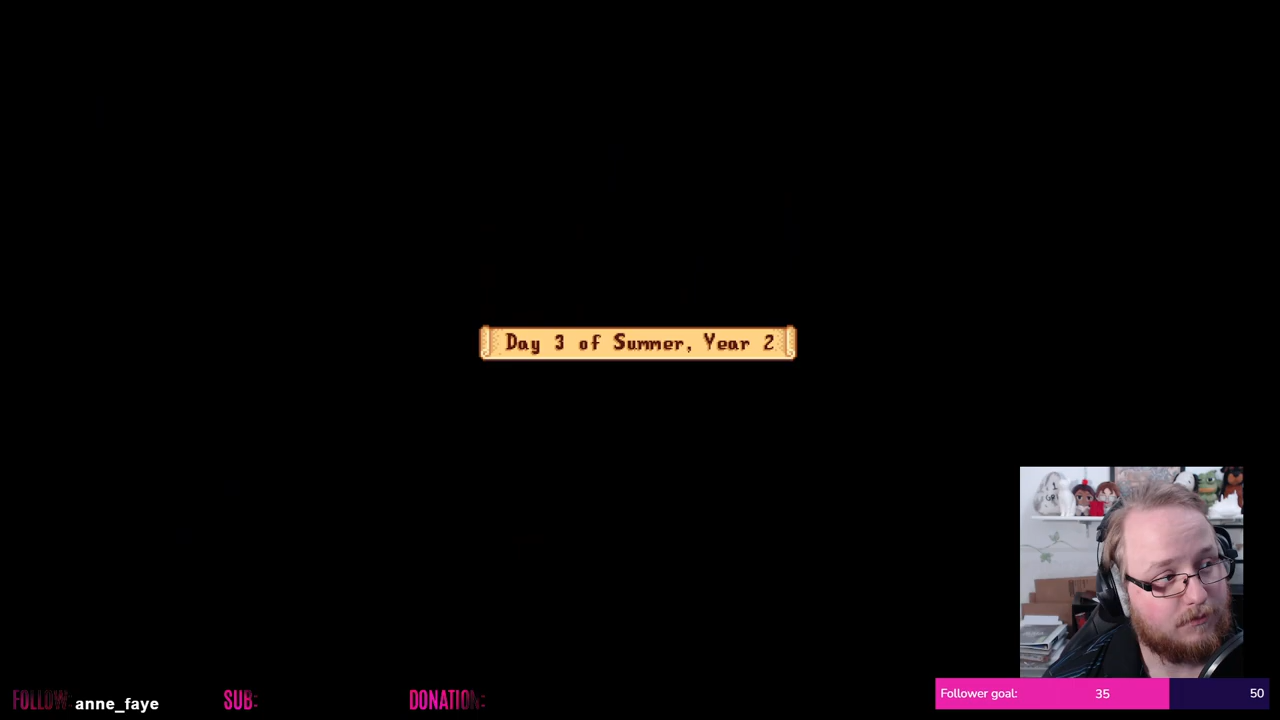 Day 3 of Summer, Year 2
FOLLOW: anne_faye
SUB:
DONATION:
Follower goal: 35 50